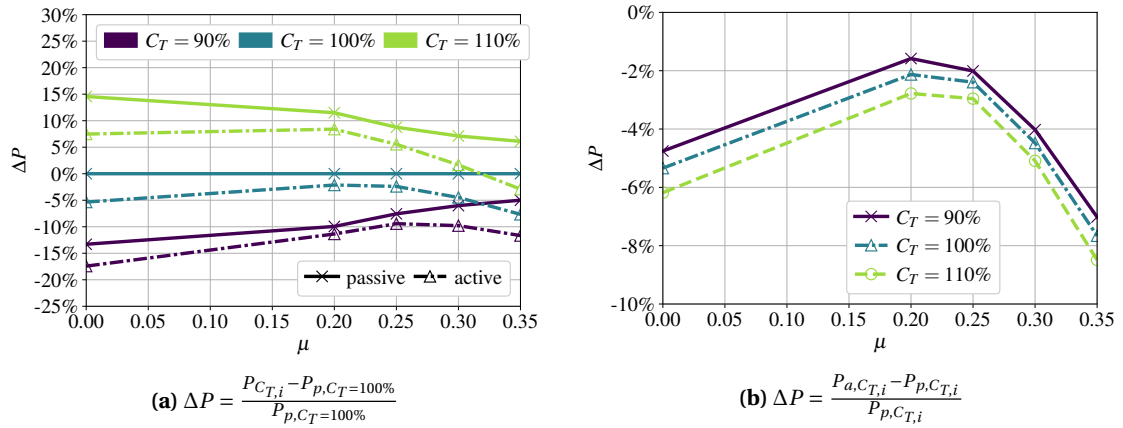 30%
25%
20%
15%
10%
5%
0%
-5%
-10%
-15%
-20%
-25%
ΔP
C_T = 90% C_T = 100% C_T = 110%
passive active
0.00 0.05 0.10 0.15 0.20 0.25 0.30 0.35
μ
(a) ΔP = \frac{P_{C_{T,i}} − P_{p,C_T=100%}}{P_{p,C_T=100%}}
0%
-2%
-4%
-6%
-8%
-10%
ΔP
C_T = 90%
C_T = 100%
C_T = 110%
0.00 0.05 0.10 0.15 0.20 0.25 0.30 0.35
μ
(b) ΔP = \frac{P_{a,C_{T,i}} − P_{p,C_{T,i}}}{P_{p,C_{T,i}}}